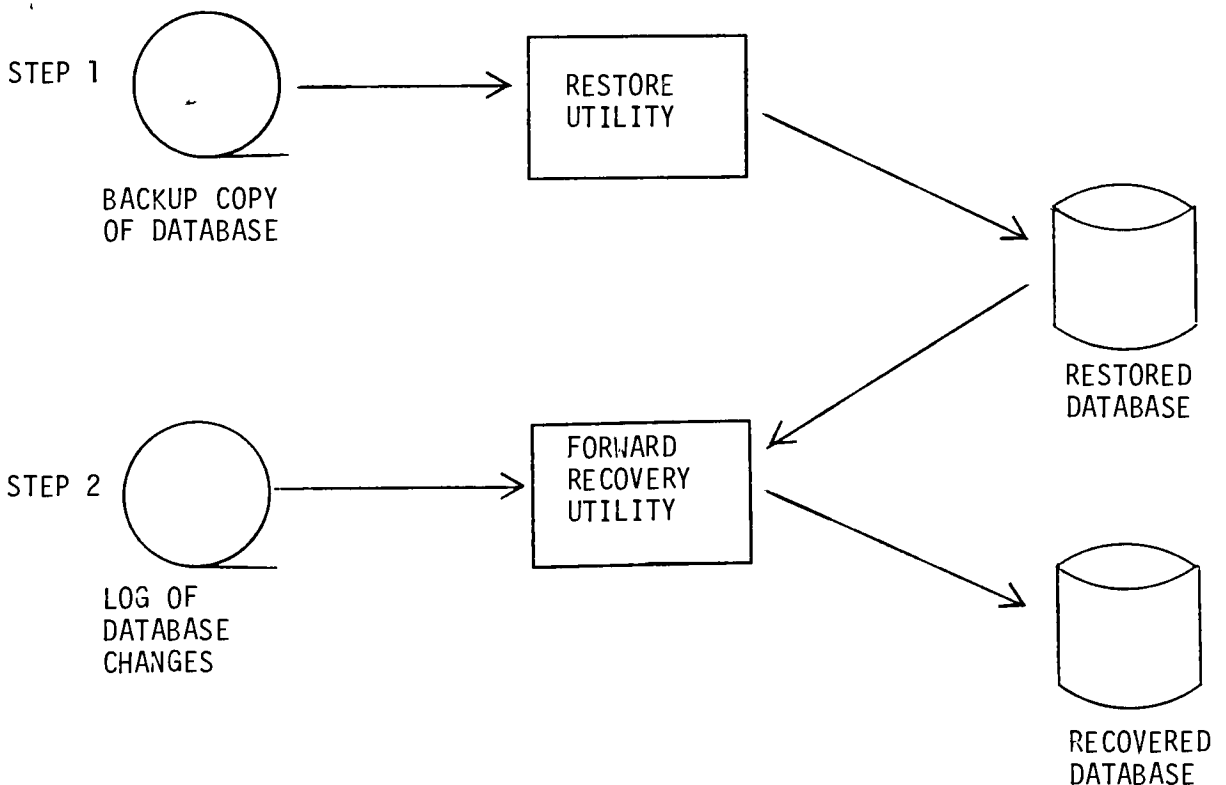 STEP 1
RESTORE
UTILITY
BACKUP COPY
OF DATABASE
RESTORED
DATABASE
STEP 2
FORWARD
RECOVERY
UTILITY
LOG OF
DATABASE
CHANGES
RECOVERED
DATABASE